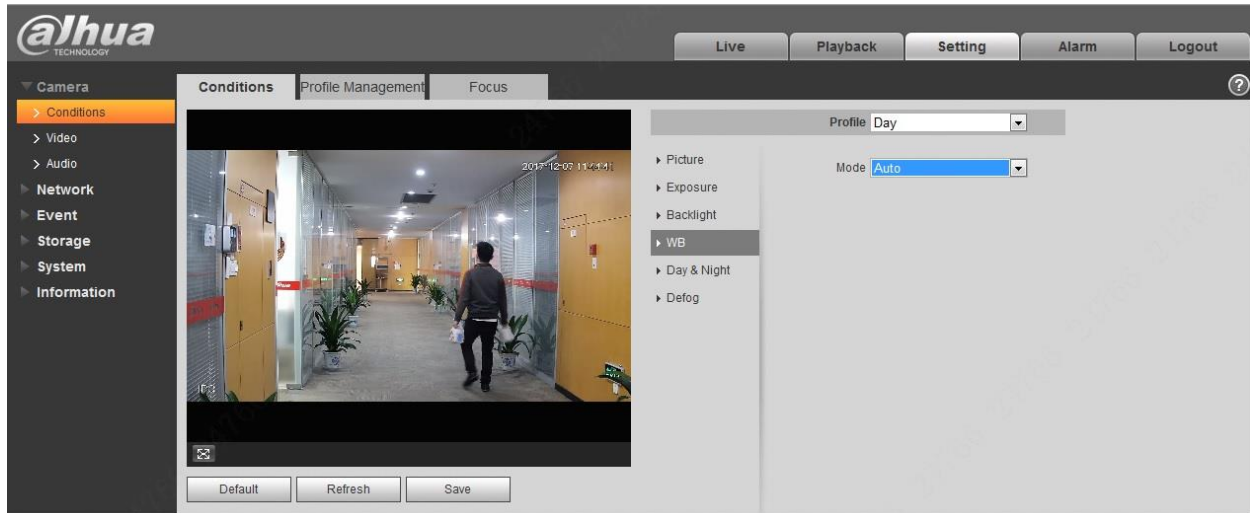 alhua
TECHNOLOGY
Live
Playback
Setting
Alarm
Logout
Camera
Conditions
Video
Audio
Network
Event
Storage
System
Information
Conditions
Profile Management
Focus
Profile Day
Picture
Exposure
Backlight
WB
Day & Night
Defog
Mode Auto
Default
Refresh
Save